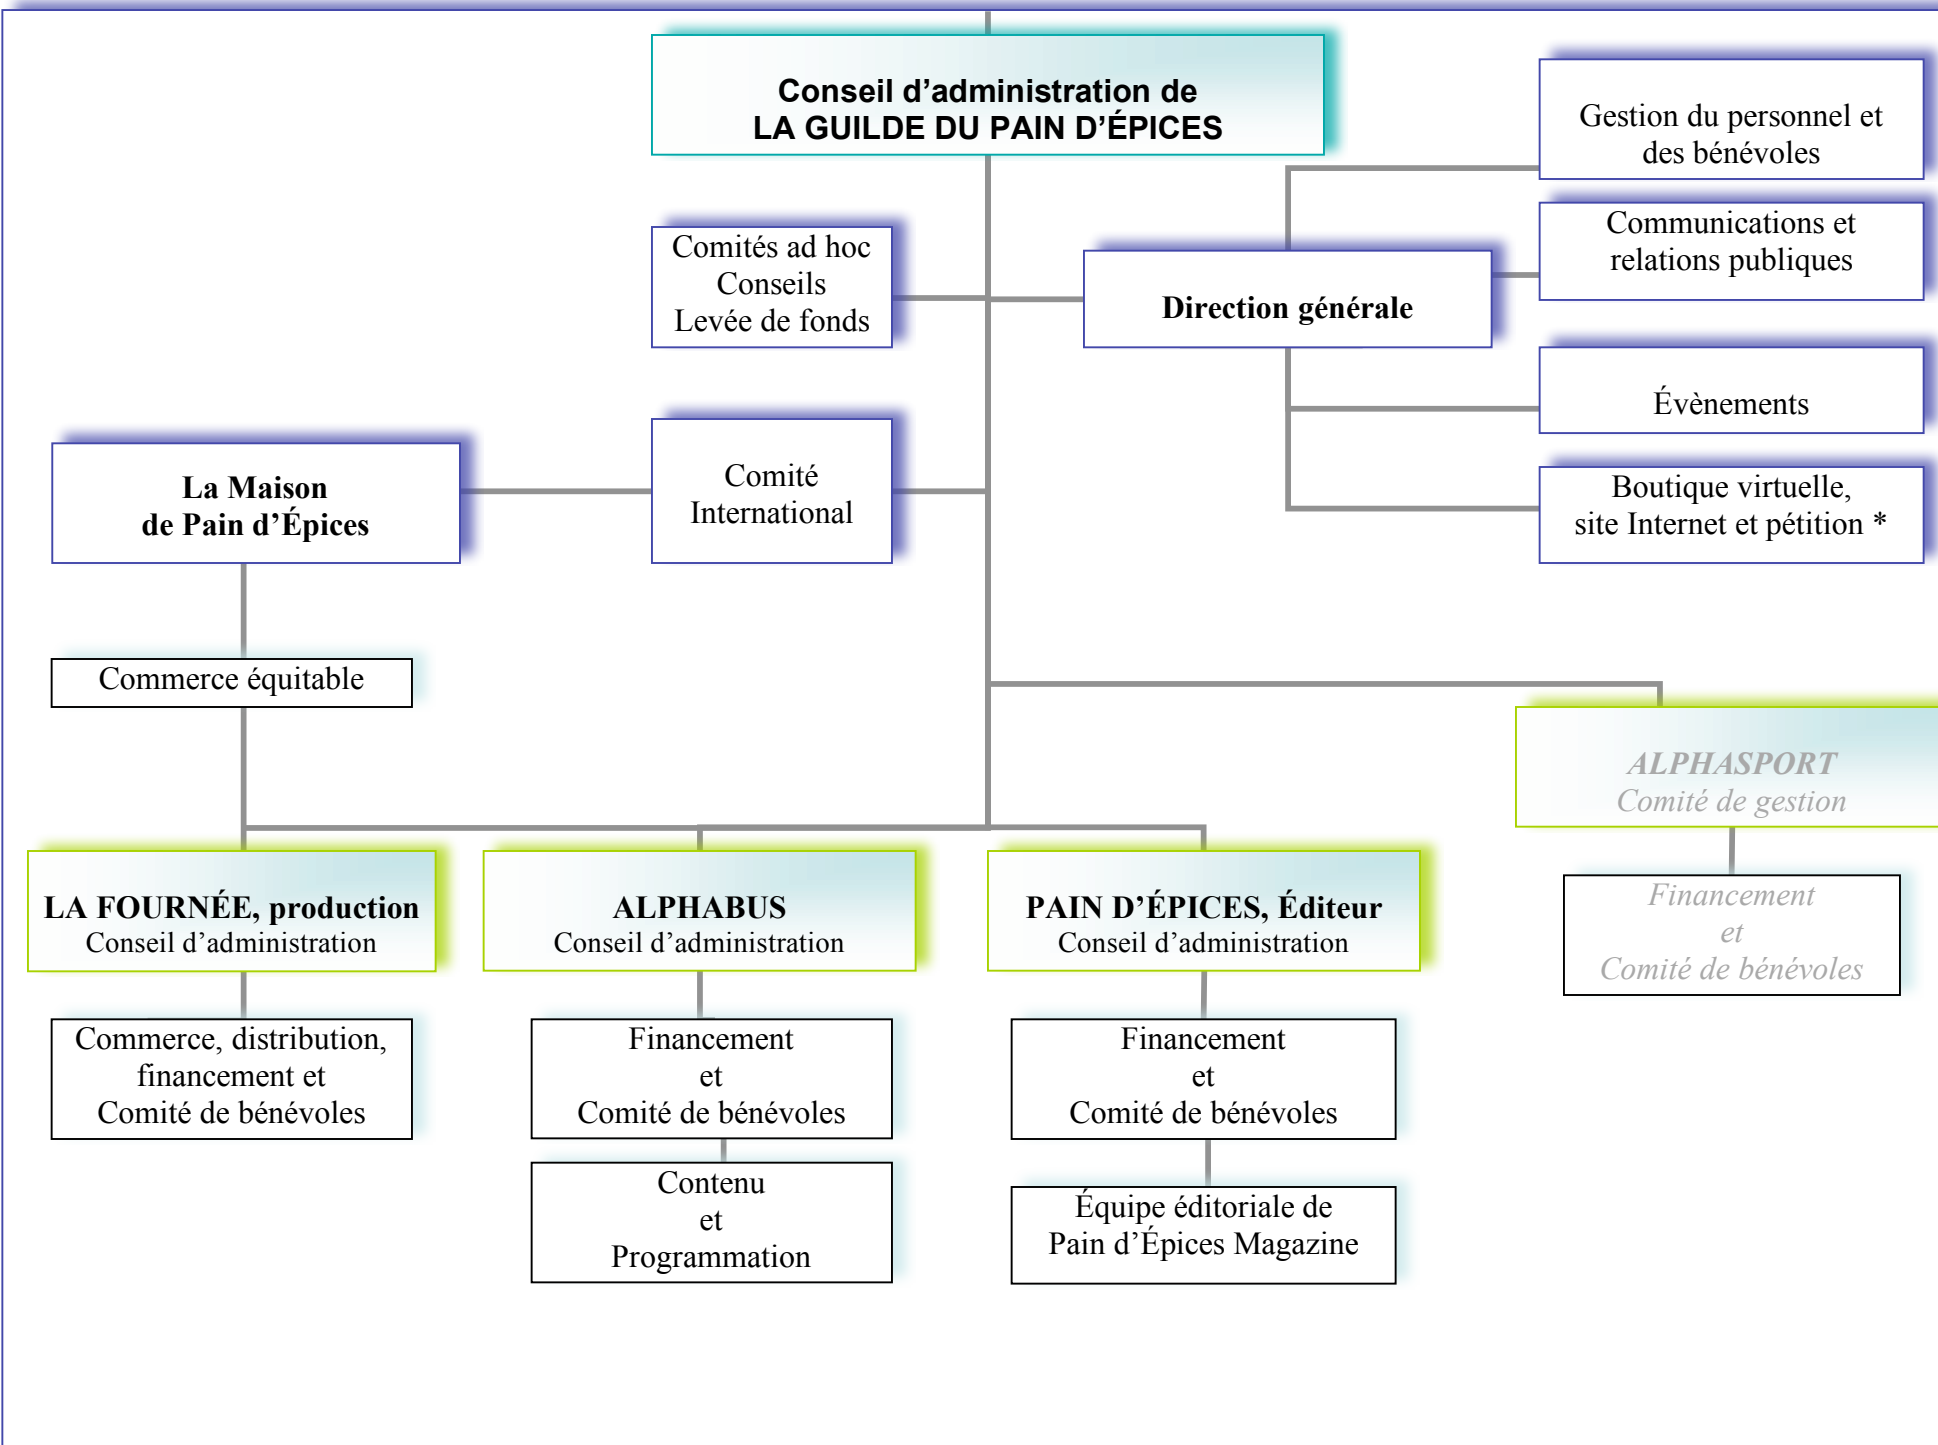 Conseil d’administration de
LA GUILDE DU PAIN D’ÉPICES
Gestion du personnel et
des bénévoles
Communications et
relations publiques
Comités ad hoc
Conseils
Levée de fonds
Direction générale
Évènements
La Maison
de Pain d’Épices
Comité
International
Boutique virtuelle,
site Internet et pétition *
Commerce équitable
ALPHASPORT
Comité de gestion
Financement
et
Comité de bénévoles
LA FOURNÉE, production
Conseil d’administration
ALPHABUS
Conseil d’administration
PAIN D’ÉPICES, Éditeur
Conseil d’administration
Commerce, distribution,
financement et
Comité de bénévoles
Financement
et
Comité de bénévoles
Financement
et
Comité de bénévoles
Contenu
et
Programmation
Équipe éditoriale de
Pain d’Épices Magazine